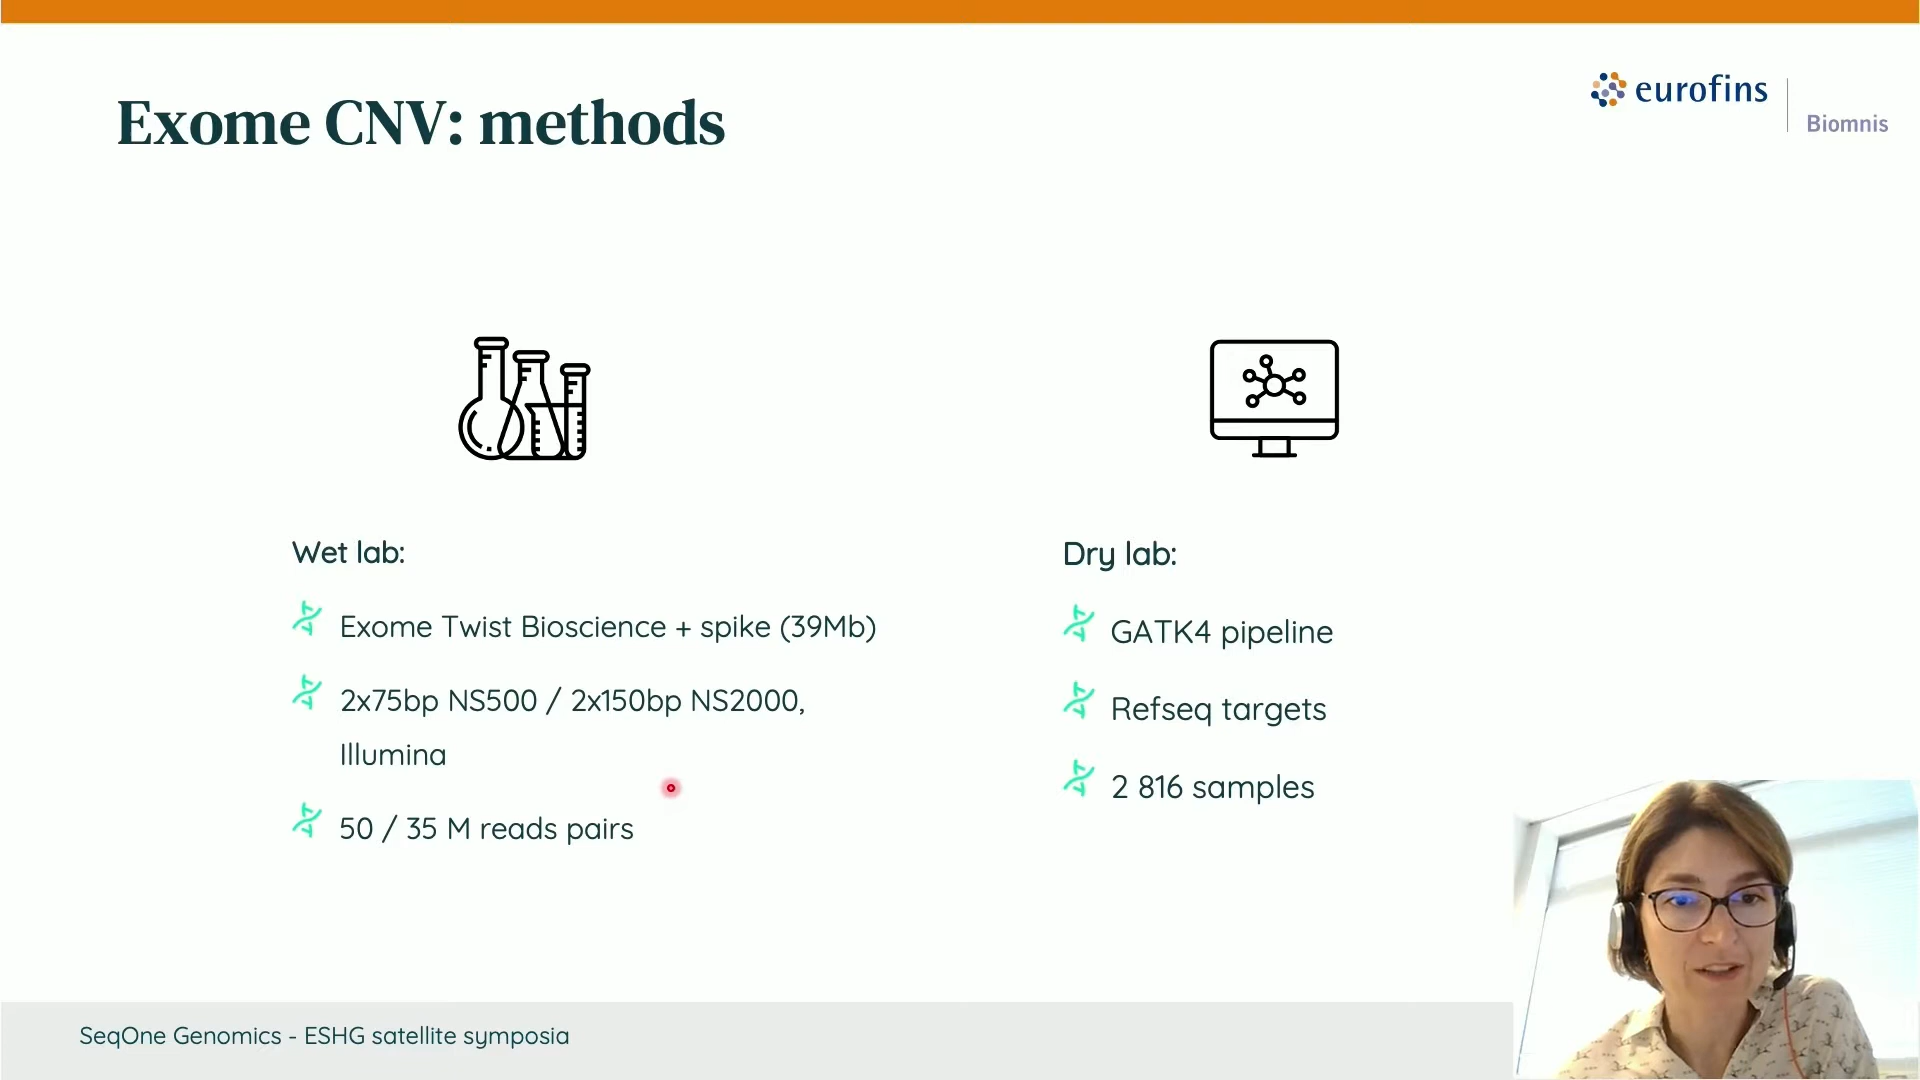 Exome CNV: methods
eurofins
Biomnis
Wet lab:
Exome Twist Bioscience + spike (39Mb)
2x75bp NS500 / 2x150bp NS2000,
Illumina
50 / 35 M reads pairs
Dry lab:
GATK4 pipeline
Refseq targets
2 816 samples
SeqOne Genomics - ESHG satellite symposia